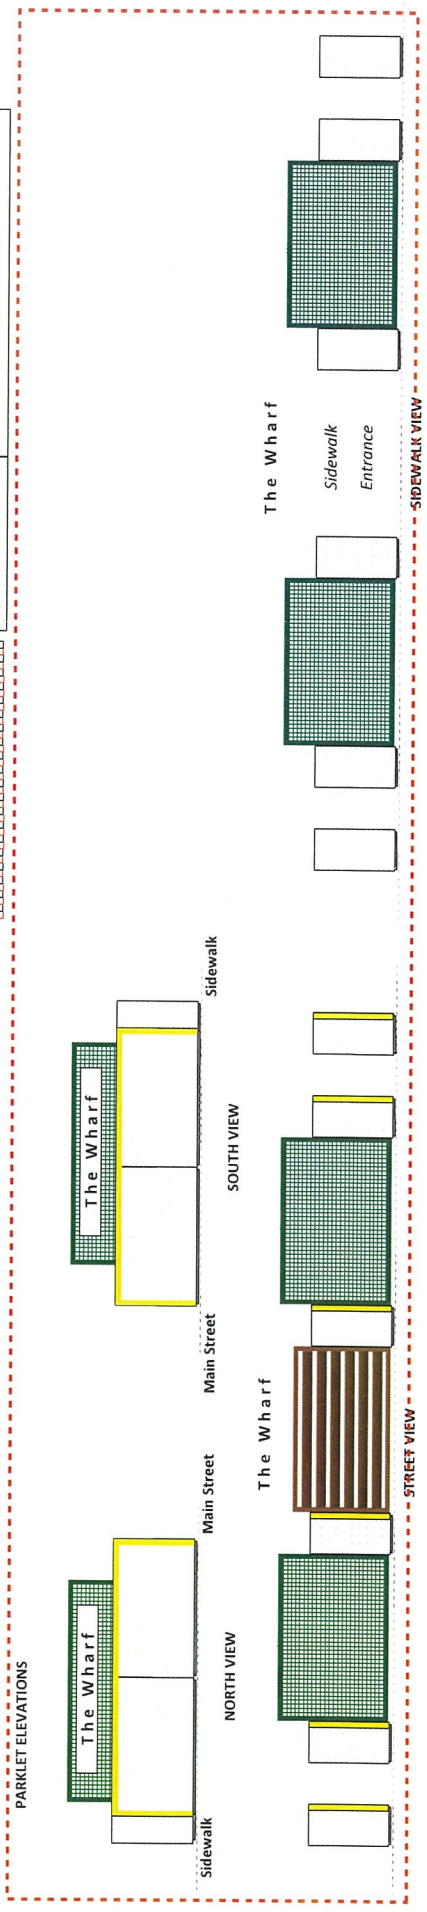 PARKLET ELEVATIONS
The Wharf
Sidewalk
Main Street
NORTH VIEW
The Wharf
Main Street
Sidewalk
SOUTH VIEW
The Wharf
STREET VIEW
The Wharf
Sidewalk
Entrance
SIDEWALK VIEW